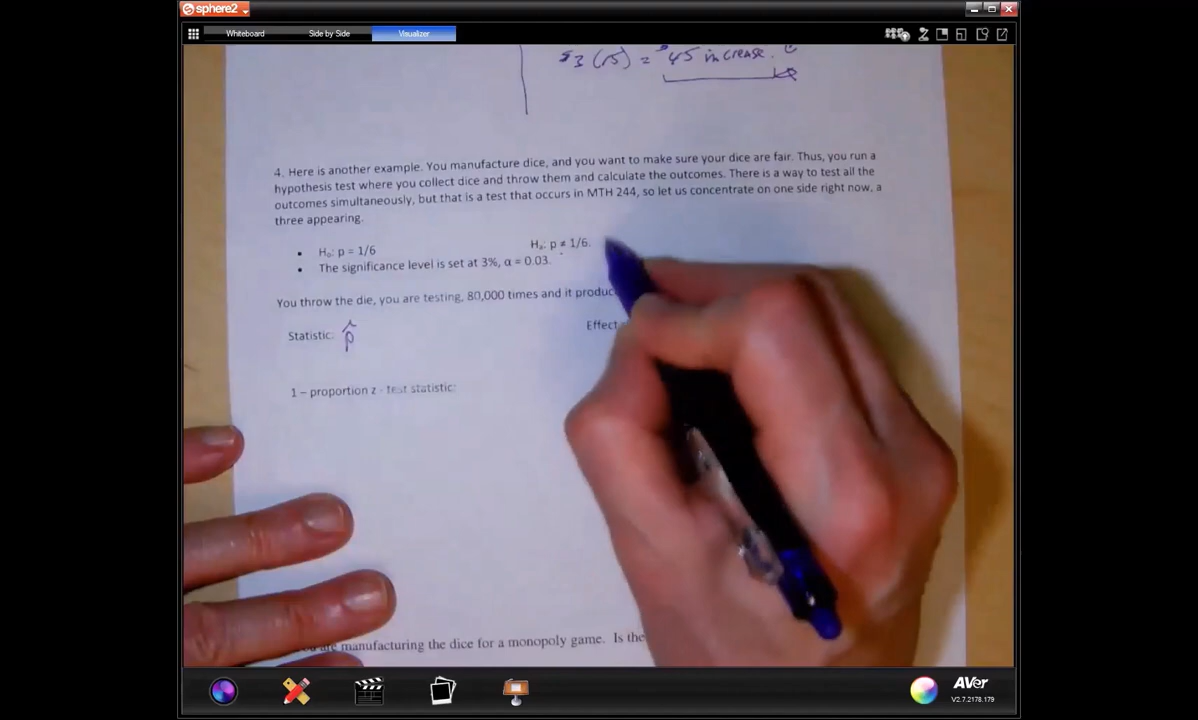 sphere2
Whiteboard Side by Side Visualizer
$3 (15) = $45 increase.
4. Here is another example. You manufacture dice, and you want to make sure your dice are fair. Thus, you run a
hypothesis test where you collect dice and throw them and calculate the outcomes. There is a way to test all the
outcomes simultaneously, but that is a test that occurs in MTH 244, so let us concentrate on one side right now, a
three appearing.
• H₀: p = 1/6 Hₐ: p ≠ 1/6.
• The significance level is set at 3%, α = 0.03.
You throw the die, you are testing, 80,000 times and it produc
Statistic: p̂ Effect
1 – proportion z - test statistic:
are manufacturing the dice for a monopoly game. Is the
AVer
V2.7.2178.179